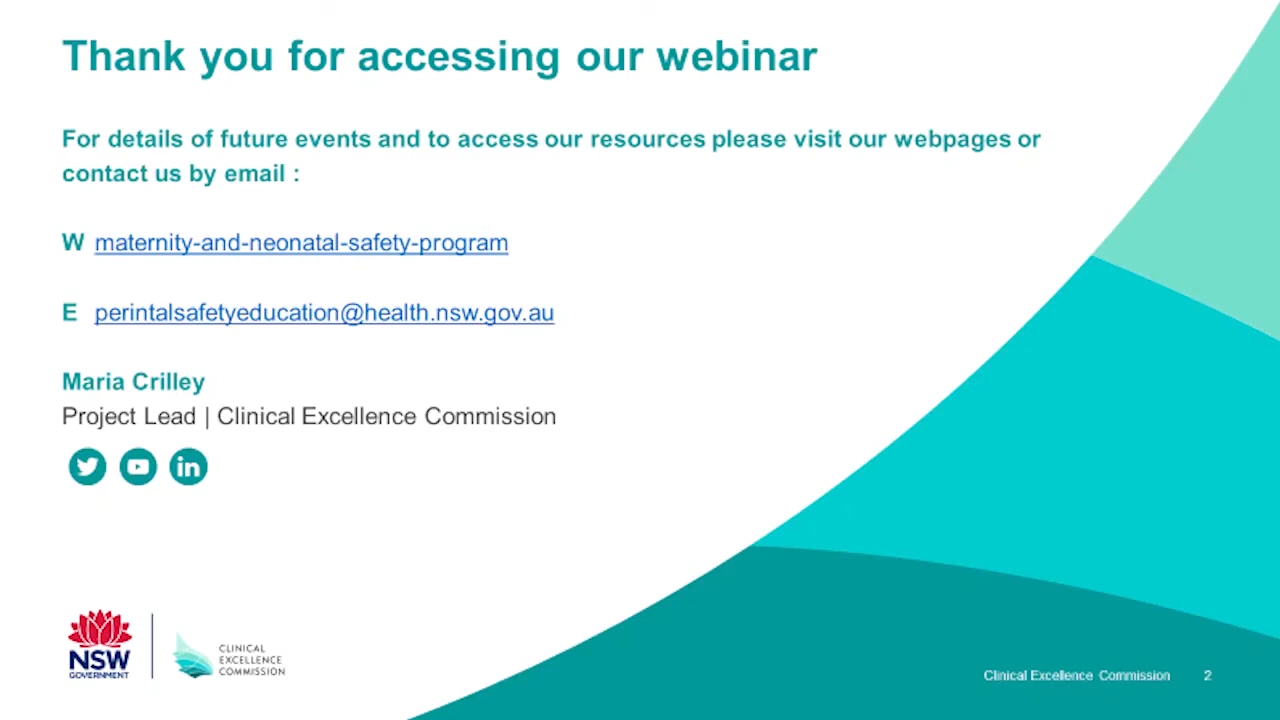 Thank you for accessing our webinar
For details of future events and to access our resources please visit our webpages or
contact us by email :
W maternity-and-neonatal-safety-program
E perintalsafetyeducation@health.nsw.gov.au
Maria Crilley
Project Lead | Clinical Excellence Commission
in
NSW
GOVERNMENT
CLINICAL
EXCELLENCE
COMMISSION
Clinical Excellence Commission 2